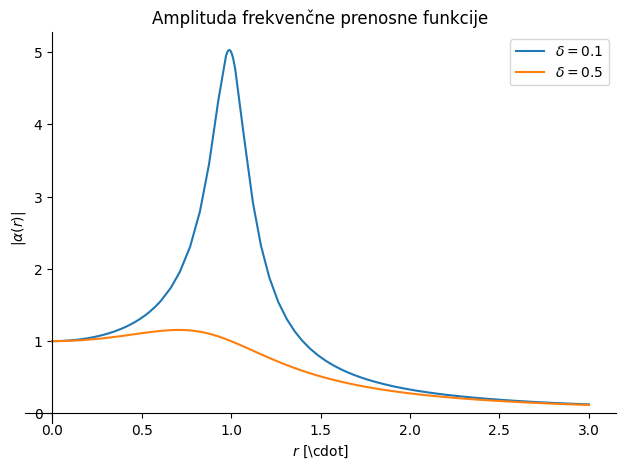 Amplituda frekvenčne prenosne funkcije
δ = 0.1
δ = 0.5
|α(r)|
5
4
3
2
1
0
0.0 0.5 1.0 1.5 2.0 2.5 3.0
r [\cdot]